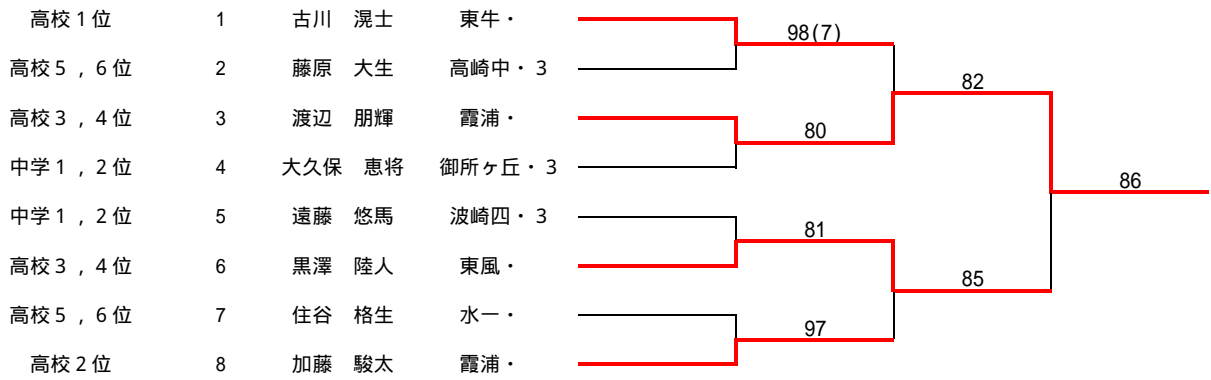 高校１位 1 古川 滉士 東牛・
98(7)
高校５，６位 2 藤原 大生 高崎中・３
82
高校３，４位 3 渡辺 朋輝 霞浦・
80
中学１，２位 4 大久保 恵将 御所ヶ丘・３
86
中学１，２位 5 遠藤 悠馬 波崎四・３
81
高校３，４位 6 黒澤 陸人 東風・
85
高校５，６位 7 住谷 格生 水一・
97
高校２位 8 加藤 駿太 霞浦・